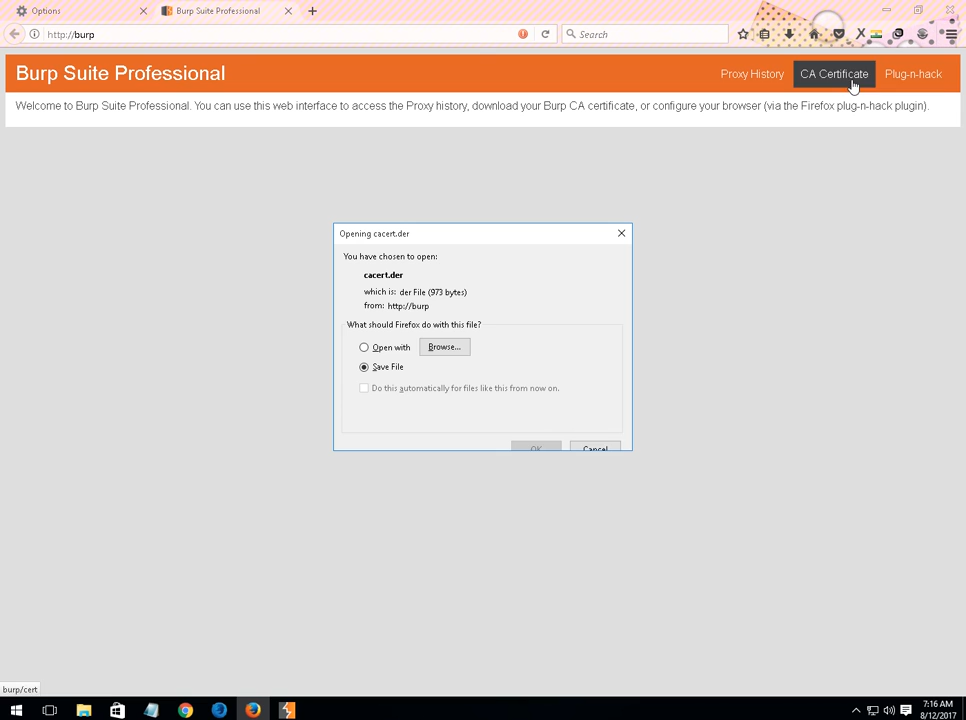 Options
Burp Suite Professional
http://burp
Search
Burp Suite Professional
Proxy History
CA Certificate
Plug-n-hack
Welcome to Burp Suite Professional. You can use this web interface to access the Proxy history, download your Burp CA certificate, or configure your browser (via the Firefox plug-n-hack plugin).
Opening cacert.der
You have chosen to open:
cacert.der
which is: der File (973 bytes)
from: http://burp
What should Firefox do with this file?
Open with
Browse...
Save File
Do this automatically for files like this from now on.
OK
Cancel
burp/cert
7:16 AM
8/12/2017